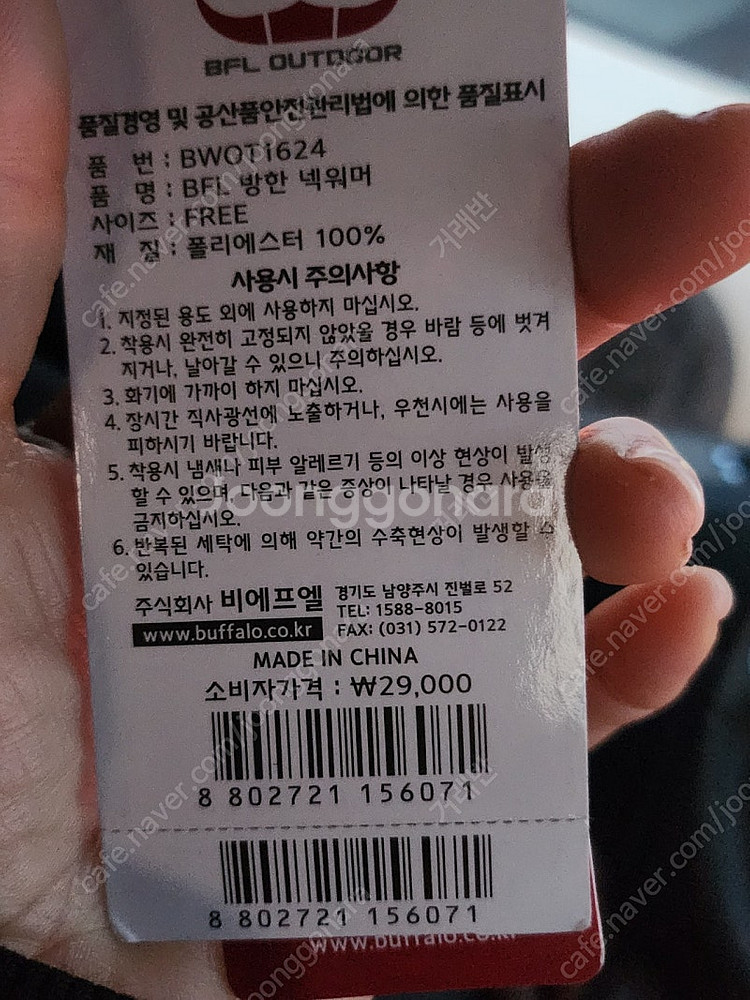 BFL OUTDOOR
품질경영 및 공산품안전관리법에 의한 품질표시
품 번 : BWOTI624
품 명 : BFL 방한 넥워머
사이즈 : FREE
재 질 : 폴리에스터 100%
사용시 주의사항
1. 지정된 용도 외에 사용하지 마십시오.
2. 착용시 완전히 고정되지 않았을 경우 바람 등에 벗겨
지거나, 날아갈 수 있으니 주의하십시오.
3. 화기에 가까이 하지 마십시오.
4. 장시간 직사광선에 노출하거나, 우천시에는 사용을
피하시기 바랍니다.
5. 착용시 냄새나 피부 알레르기 등의 이상 현상이 발생
할 수 있으며, 다음과 같은 증상이 나타날 경우 사용을
금지하십시오.
6. 반복된 세탁에 의해 약간의 수축현상이 발생할 수
있습니다.
주식회사 비에프엘 경기도 남양주시 진벌로 52
TEL: 1588-8015
www.buffalo.co.kr FAX: (031) 572-0122
MADE IN CHINA
소비자가격 : ₩29,000
8 802721 156071
8 802721 156071
www.buffalo.co.kr
Joonggonara
거래반
거래반
cafe.naver.com/joonggonara